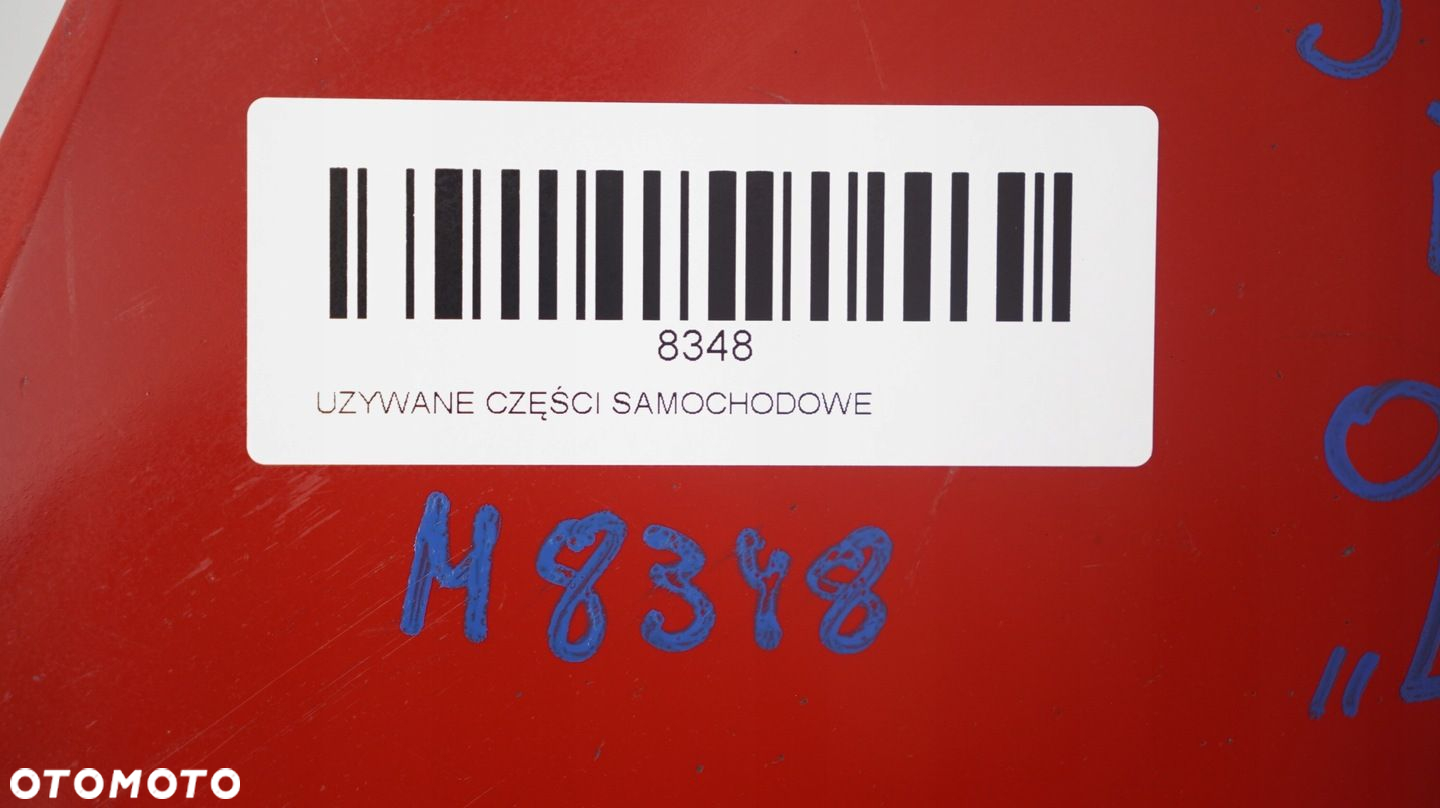 8348
UZYWANE CZĘŚCI SAMOCHODOWE
M8348
OTOMOTO